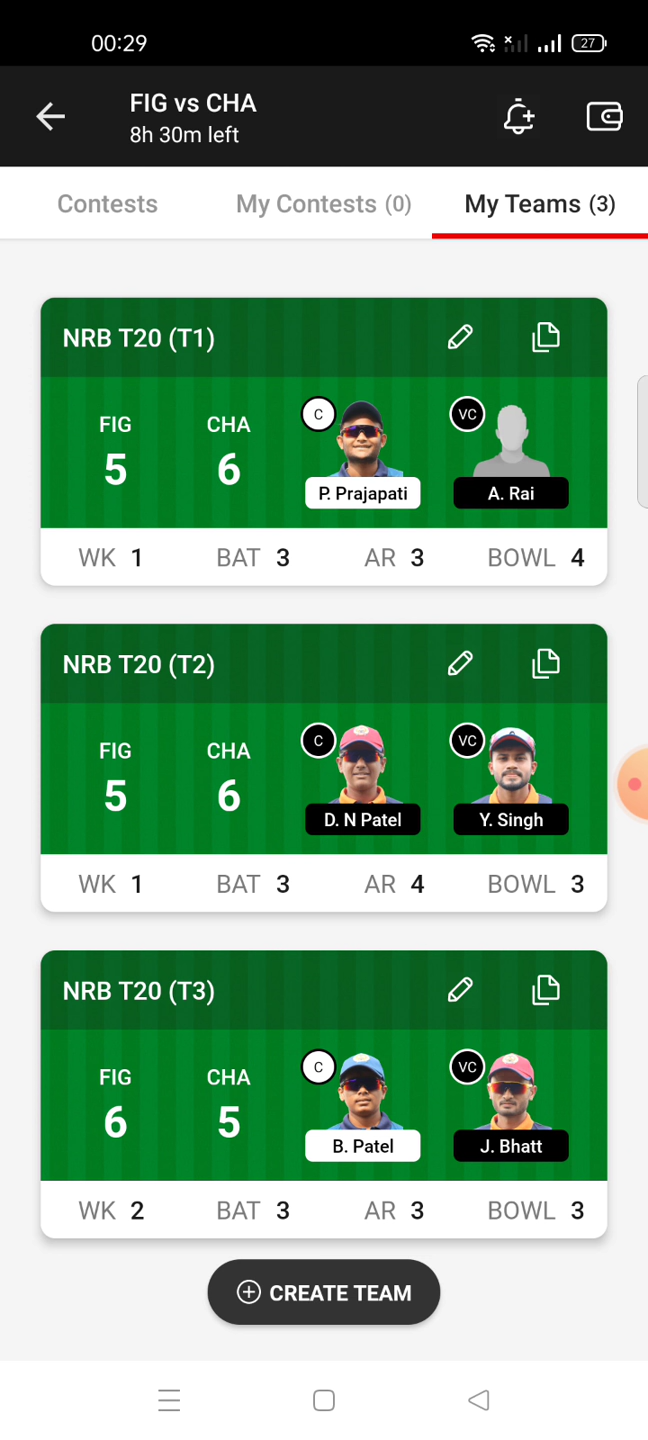 00:29
27
FIG vs CHA
8h 30m left
Contests
My Contests (0)
My Teams (3)
NRB T20 (T1)
FIG
CHA
5
6
C
VC
P. Prajapati
A. Rai
WK 1
BAT 3
AR 3
BOWL 4
NRB T20 (T2)
FIG
CHA
5
6
C
VC
D. N Patel
Y. Singh
WK 1
BAT 3
AR 4
BOWL 3
NRB T20 (T3)
FIG
CHA
6
5
C
VC
B. Patel
J. Bhatt
WK 2
BAT 3
AR 3
BOWL 3
CREATE TEAM